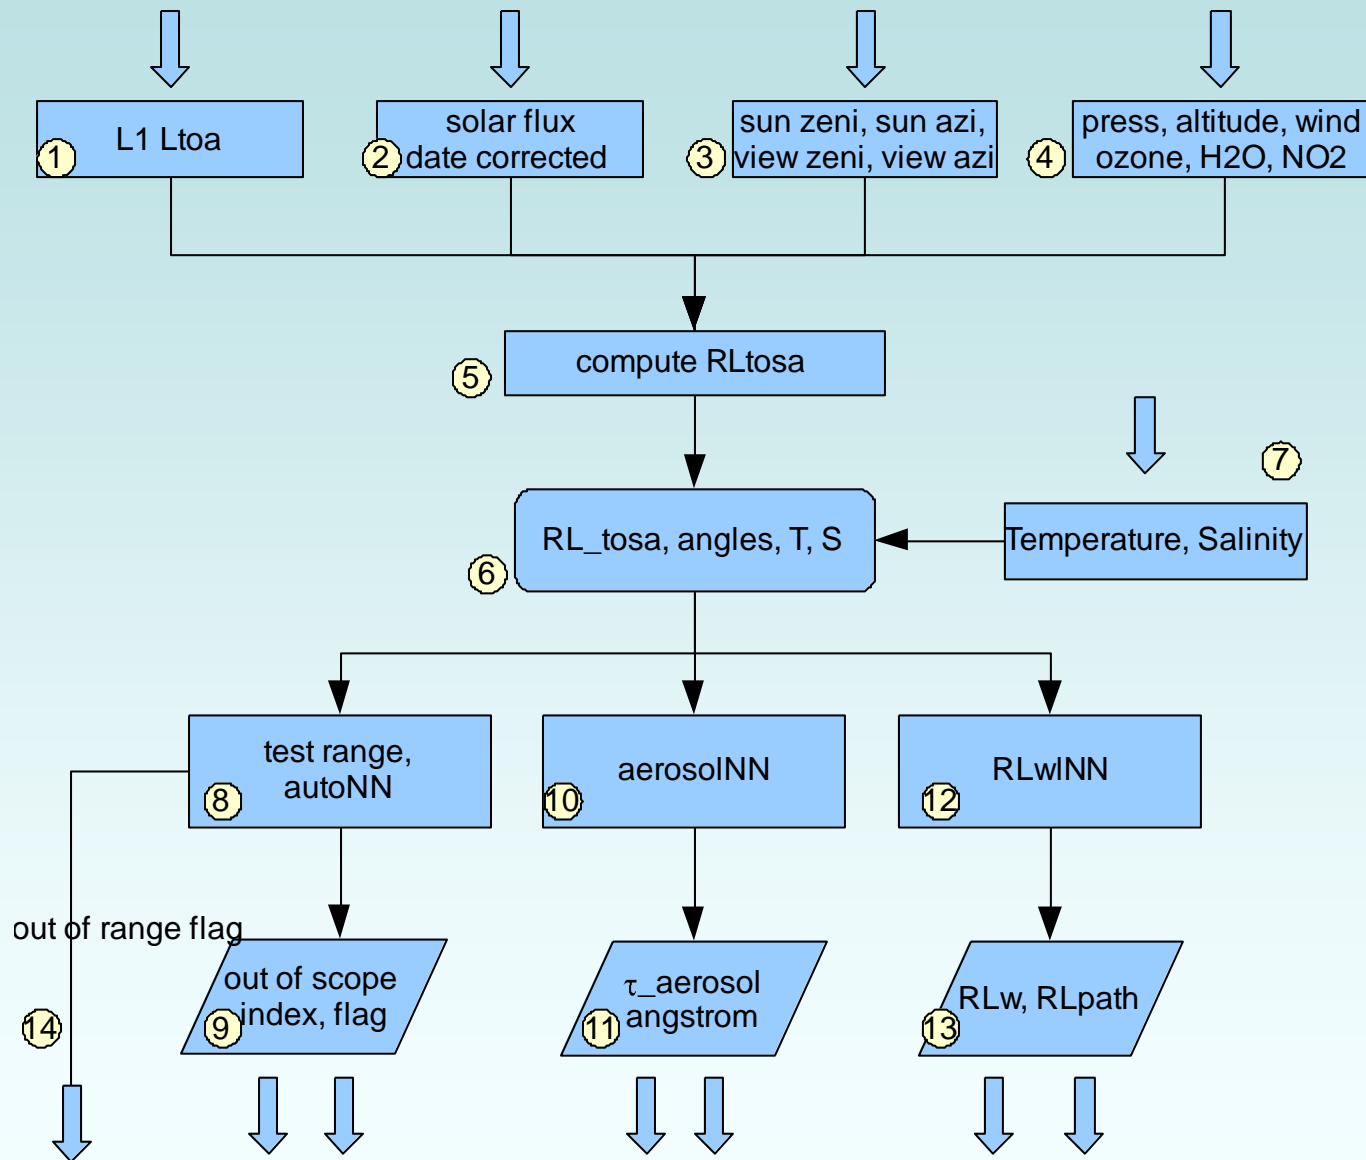 L1 Ltoa
1
solar flux
date corrected
2
sun zeni, sun azi,
view zeni, view azi
3
press, altitude, wind
ozone, H2O, NO2
4
compute RLtosa
5
7
RL_tosa, angles, T, S
6
Temperature, Salinity
test range,
autoNN
8
aerosolNN
10
RLwlNN
12
out of range flag
14
out of scope
index, flag
9
τ_aerosol
angstrom
11
RLw, RLpath
13